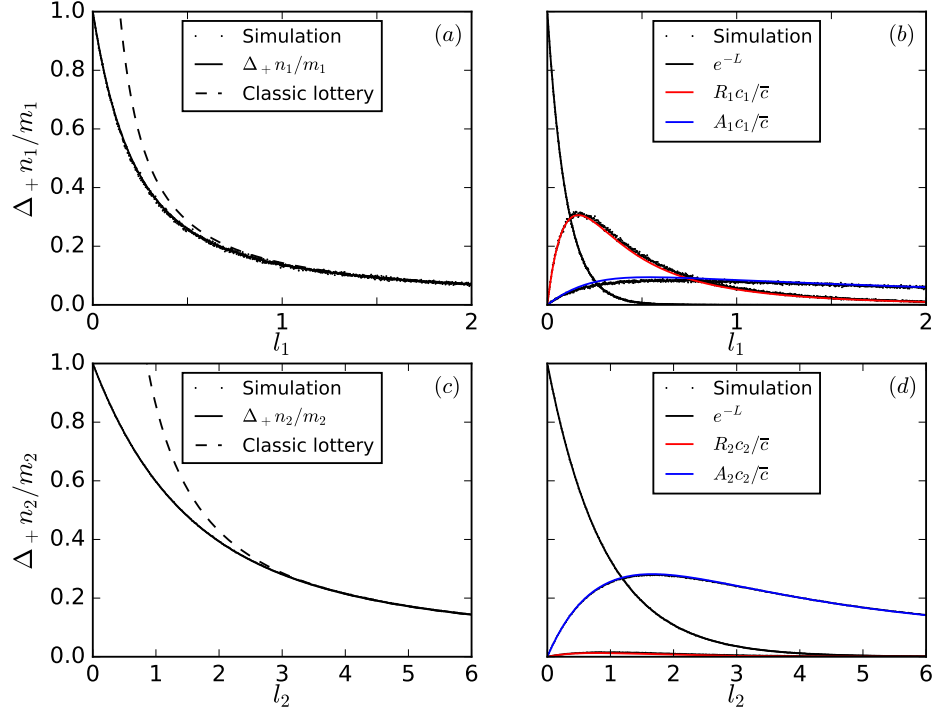 (a)
Simulation
Δ₊n₁/m₁
Classic lottery
1.0
0.8
0.6
0.4
0.2
0.0
Δ₊n₁/m₁
0 1 2
l₁
(b)
Simulation
e^{-L}
R₁c₁/c̅
A₁c₁/c̅
0 1 2
l₁
(c)
Simulation
Δ₊n₂/m₂
Classic lottery
1.0
0.8
0.6
0.4
0.2
0.0
Δ₊n₂/m₂
0 1 2 3 4 5 6
l₂
(d)
Simulation
e^{-L}
R₂c₂/c̅
A₂c₂/c̅
0 1 2 3 4 5 6
l₂